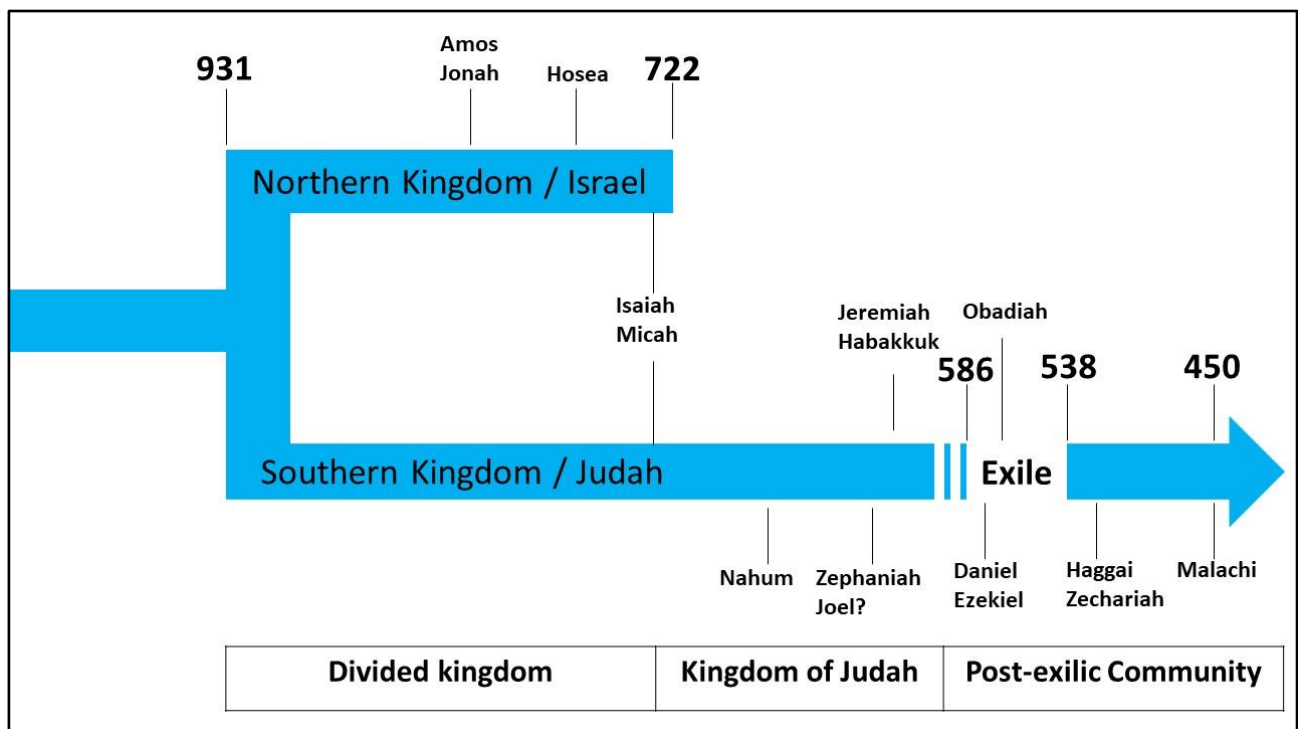 Amos
Jonah
931
Hosea
722
Northern Kingdom / Israel
Isaiah
Micah
Jeremiah
Habakkuk
Obadiah
586
538
450
Southern Kingdom / Judah
Exile
Nahum
Zephaniah
Joel?
Daniel
Ezekiel
Haggai
Zechariah
Malachi
Divided kingdom
Kingdom of Judah
Post-exilic Community